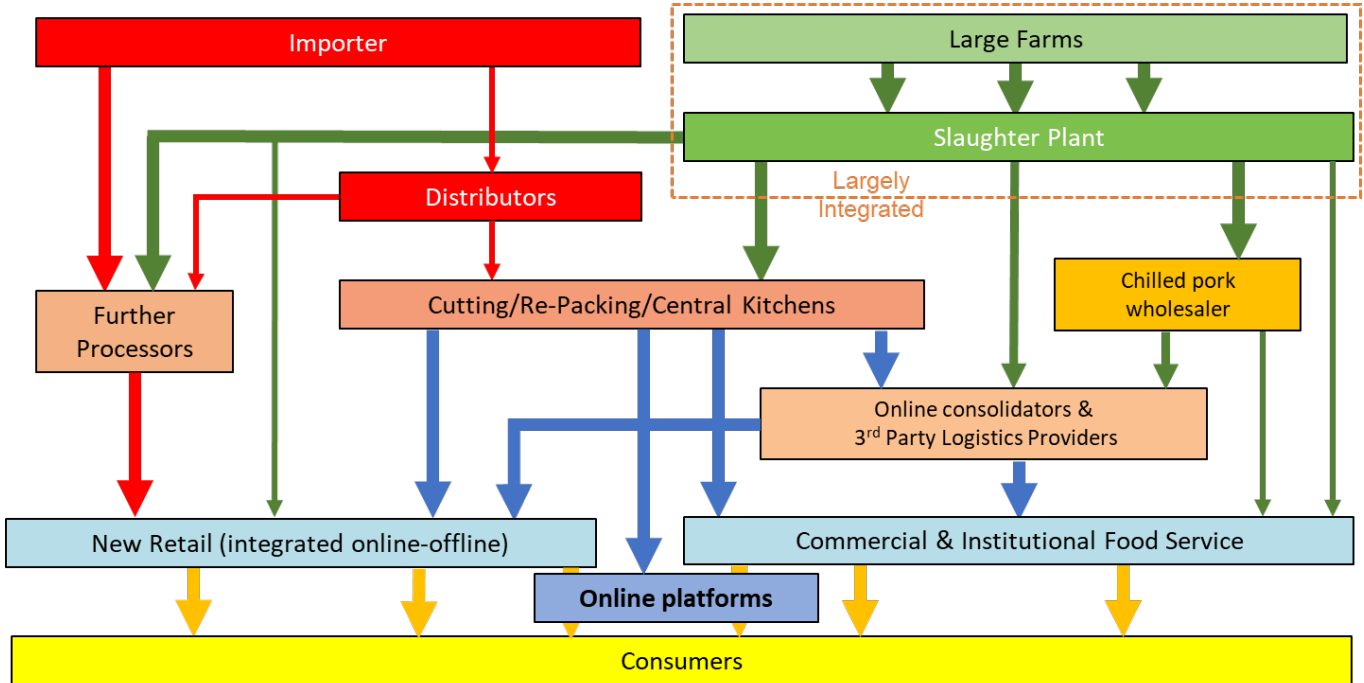 Importer
Large Farms
Slaughter Plant
Largely
Integrated
Distributors
Cutting/Re-Packing/Central Kitchens
Chilled pork
wholesaler
Further
Processors
Online consolidators &
3rd Party Logistics Providers
New Retail (integrated online-offline)
Commercial & Institutional Food Service
Online platforms
Consumers